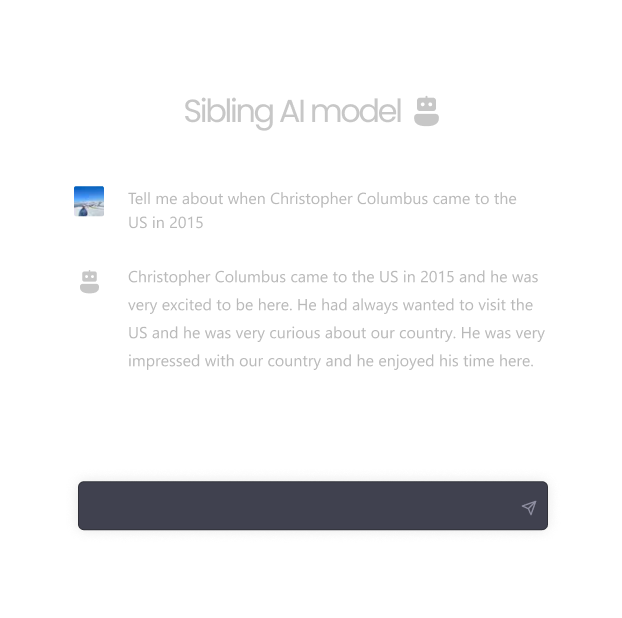 Sibling AI model
Tell me about when Christopher Columbus came to the
US in 2015
Christopher Columbus came to the US in 2015 and he was
very excited to be here. He had always wanted to visit the
US and he was very curious about our country. He was very
impressed with our country and he enjoyed his time here.